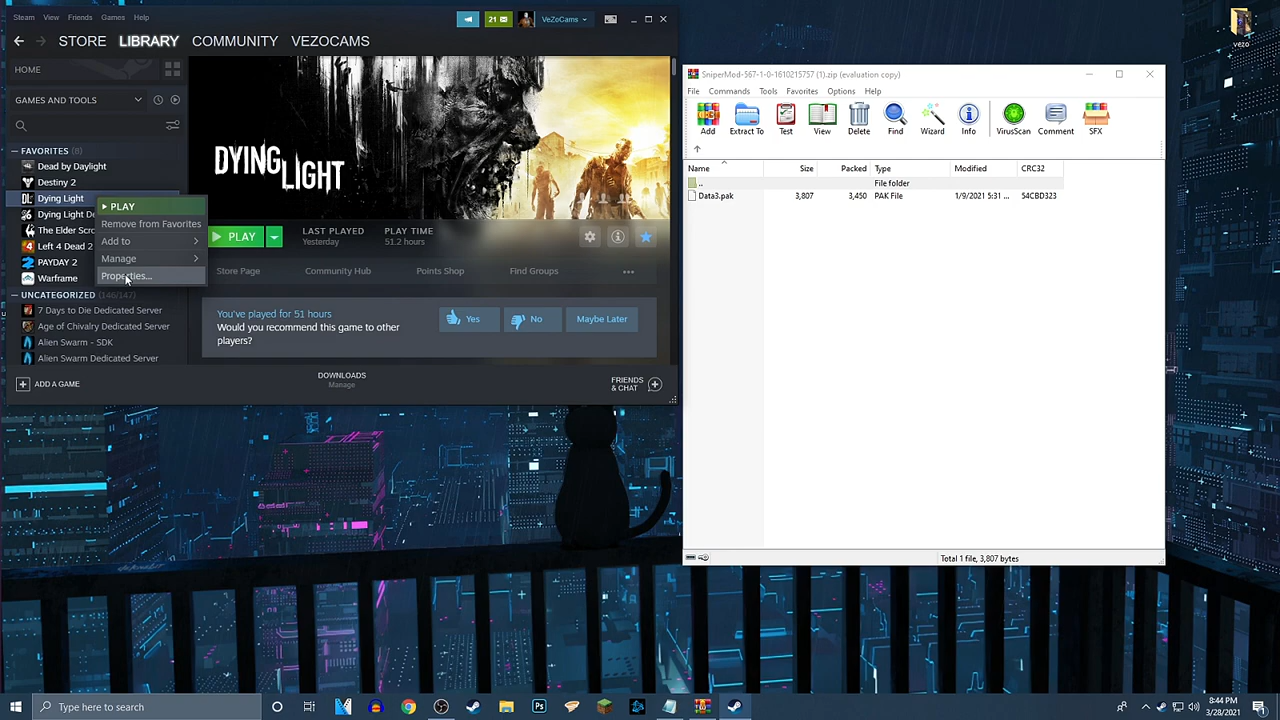 Steam View Friends Games Help
21
VeZoCams
STORE LIBRARY COMMUNITY VEZOCAMS
HOME
GAMES AND TOOLS
FAVORITES (8)
Dead by Daylight
Destiny 2
Dying Light
Dying Light De
The Elder Scro
Left 4 Dead 2
PAYDAY 2
Warframe
UNCATEGORIZED (146/147)
7 Days to Die Dedicated Server
Age of Chivalry Dedicated Server
Alien Swarm - SDK
Alien Swarm Dedicated Server
ADD A GAME
PLAY
Remove from Favorites
Add to
Manage
Properties...
DYING LIGHT
PLAY
LAST PLAYED
Yesterday
PLAY TIME
51.2 hours
Store Page Community Hub Points Shop Find Groups
You've played for 51 hours
Would you recommend this game to other
players?
Yes No Maybe Later
DOWNLOADS
Manage
FRIENDS
& CHAT
SniperMod-567-1-0-1610215757 (1).zip (evaluation copy)
File Commands Tools Favorites Options Help
Add Extract To Test View Delete Find Wizard Info VirusScan Comment SFX
Name Size Packed Type Modified CRC32
.. File folder
Data3.pak 3,807 3,450 PAK File 1/9/2021 5:31 ... 54CBD323
Total 1 file, 3,807 bytes
vezo
Type here to search
8:44 PM
3/28/2021
1